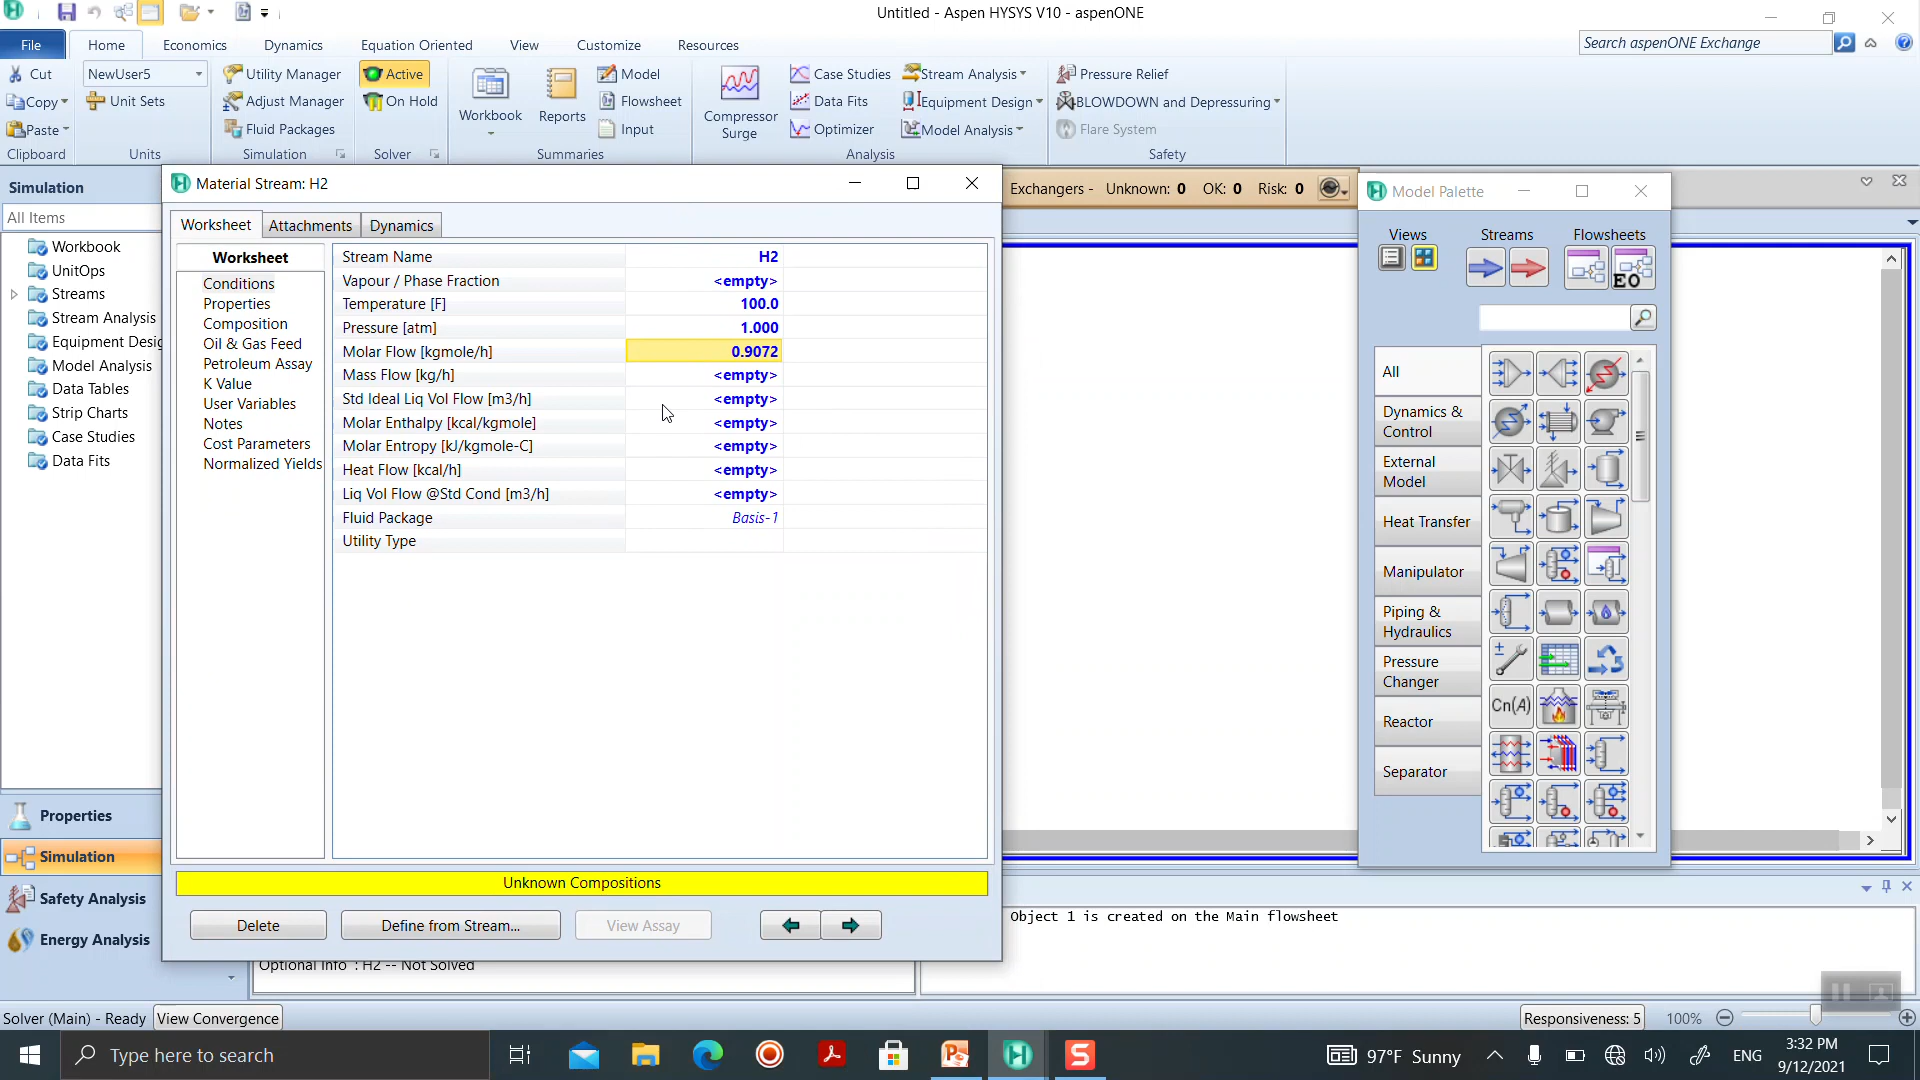 Untitled - Aspen HYSYS V10 - aspenONE
File Home Economics Dynamics Equation Oriented View Customize Resources
Search aspenONE Exchange
Cut
Copy
Paste
Clipboard
NewUser5
Unit Sets
Units
Utility Manager
Adjust Manager
Fluid Packages
Simulation
Active
On Hold
Solver
Workbook
Reports
Model
Flowsheet
Input
Summaries
Compressor
Surge
Case Studies
Data Fits
Optimizer
Stream Analysis
Equipment Design
Model Analysis
Analysis
Pressure Relief
BLOWDOWN and Depressuring
Flare System
Safety
Simulation
All Items
Workbook
UnitOps
Streams
Stream Analysis
Equipment Desig
Model Analysis
Data Tables
Strip Charts
Case Studies
Data Fits
Properties
Simulation
Safety Analysis
Energy Analysis
Material Stream: H2
Worksheet Attachments Dynamics
Worksheet
Conditions
Properties
Composition
Oil & Gas Feed
Petroleum Assay
K Value
User Variables
Notes
Cost Parameters
Normalized Yields
Stream Name H2
Vapour / Phase Fraction <empty>
Temperature [F] 100.0
Pressure [atm] 1.000
Molar Flow [kgmole/h] 0.9072
Mass Flow [kg/h] <empty>
Std Ideal Liq Vol Flow [m3/h] <empty>
Molar Enthalpy [kcal/kgmole] <empty>
Molar Entropy [kJ/kgmole-C] <empty>
Heat Flow [kcal/h] <empty>
Liq Vol Flow @Std Cond [m3/h] <empty>
Fluid Package Basis-1
Utility Type
Unknown Compositions
Delete Define from Stream... View Assay
Optional Info : H2 -- Not Solved
Exchangers - Unknown: 0 OK: 0 Risk: 0
Model Palette
Views Streams Flowsheets
EO
All
Dynamics &
Control
External
Model
Heat Transfer
Manipulator
Piping &
Hydraulics
Pressure
Changer
Reactor
Separator
Cn(A)
Object 1 is created on the Main flowsheet
Solver (Main) - Ready View Convergence
Responsiveness: 5 100%
Type here to search
97°F Sunny
ENG
3:32 PM
9/12/2021